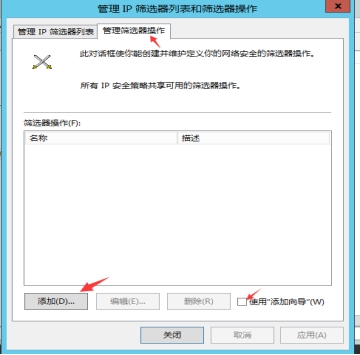 管理 IP 筛选器列表和筛选器操作
x
管理 IP 筛选器列表 管理筛选器操作
此对话框使你能创建并维护定义你的网络安全的筛选器操作。
所有 IP 安全策略共享可用的筛选器操作。
筛选器操作(F):
名称 描述
添加(D)... 编辑(E)... 删除(R) 使用"添加向导"(W)
关闭 取消 应用(A)